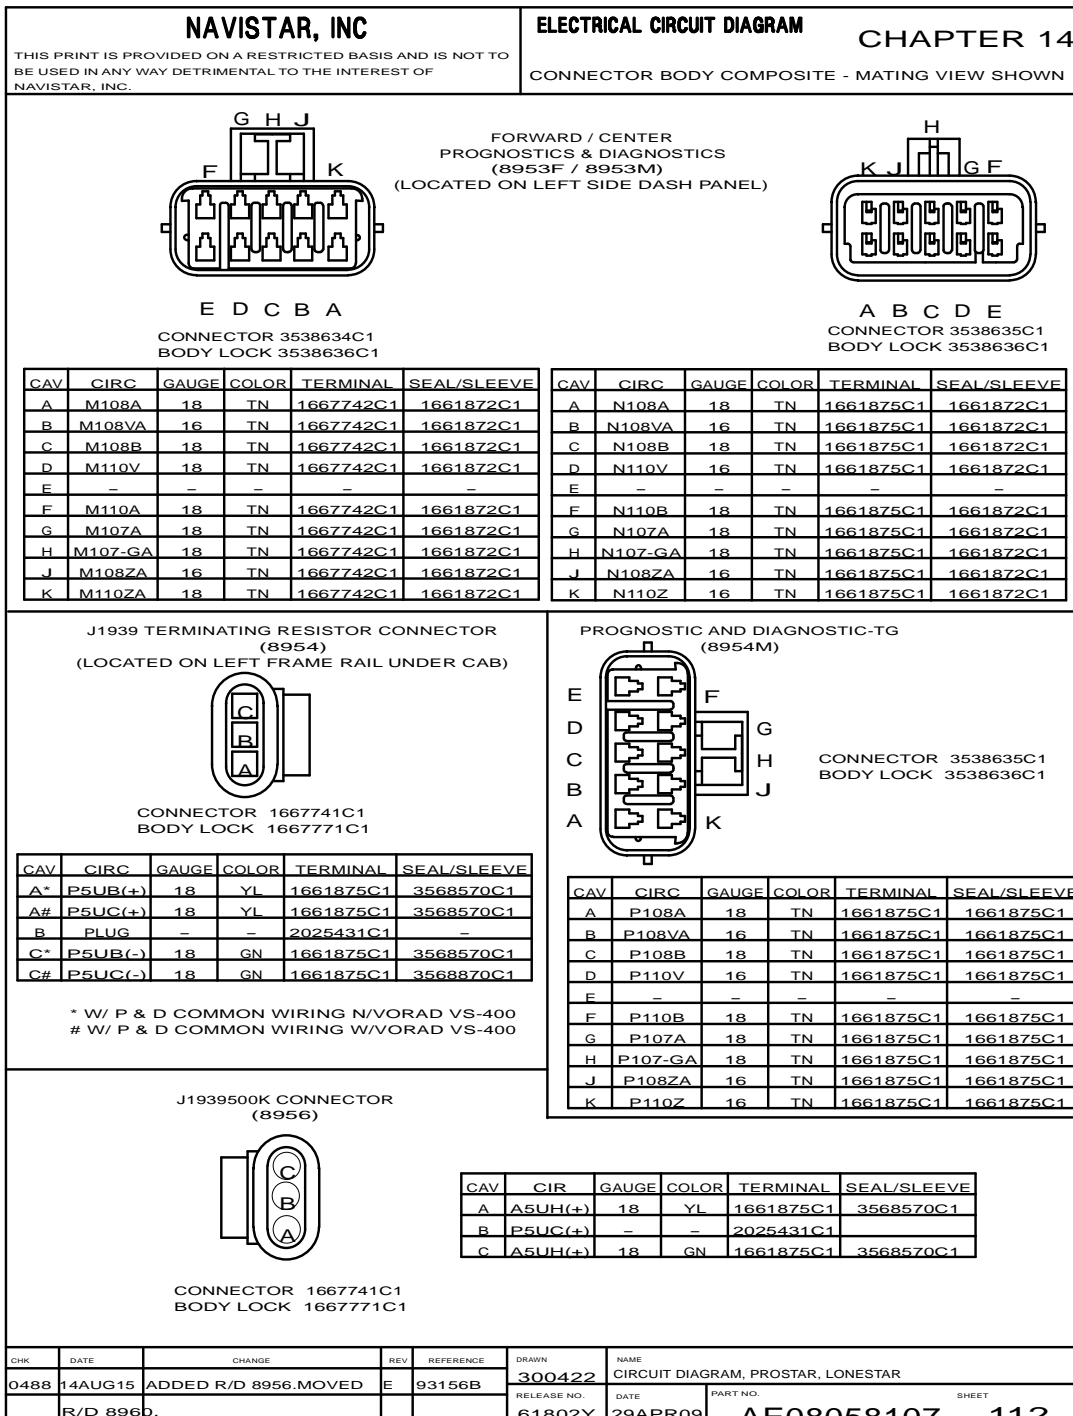 NAVISTAR, INC
THIS PRINT IS PROVIDED ON A RESTRICTED BASIS AND IS NOT TO
BE USED IN ANY WAY DETRIMENTAL TO THE INTEREST OF
NAVISTAR, INC.
ELECTRICAL CIRCUIT DIAGRAM
CHAPTER 14
CONNECTOR BODY COMPOSITE - MATING VIEW SHOWN
G H J
F K
E D C B A
CONNECTOR 3538634C1
BODY LOCK 3538636C1
FORWARD / CENTER
PROGNOSTICS & DIAGNOSTICS
(8953F / 8953M)
(LOCATED ON LEFT SIDE DASH PANEL)
H
K J G F
A B C D E
CONNECTOR 3538635C1
BODY LOCK 3538636C1
CAV CIRC GAUGE COLOR TERMINAL SEAL/SLEEVE
A M108A 18 TN 1667742C1 1661872C1
B M108VA 16 TN 1667742C1 1661872C1
C M108B 18 TN 1667742C1 1661872C1
D M110V 18 TN 1667742C1 1661872C1
E – – – – –
F M110A 18 TN 1667742C1 1661872C1
G M107A 18 TN 1667742C1 1661872C1
H M107-GA 18 TN 1667742C1 1661872C1
J M108ZA 16 TN 1667742C1 1661872C1
K M110ZA 18 TN 1667742C1 1661872C1
CAV CIRC GAUGE COLOR TERMINAL SEAL/SLEEVE
A N108A 18 TN 1661875C1 1661872C1
B N108VA 16 TN 1661875C1 1661872C1
C N108B 18 TN 1661875C1 1661872C1
D N110V 16 TN 1661875C1 1661872C1
E – – – – –
F N110B 18 TN 1661875C1 1661872C1
G N107A 18 TN 1661875C1 1661872C1
H N107-GA 18 TN 1661875C1 1661872C1
J N108ZA 16 TN 1661875C1 1661872C1
K N110Z 16 TN 1661875C1 1661872C1
J1939 TERMINATING RESISTOR CONNECTOR
(8954)
(LOCATED ON LEFT FRAME RAIL UNDER CAB)
C
B
A
CONNECTOR 1667741C1
BODY LOCK 1667771C1
CAV CIRC GAUGE COLOR TERMINAL SEAL/SLEEVE
A* P5UB(+) 18 YL 1661875C1 3568570C1
A# P5UC(+) 18 YL 1661875C1 3568570C1
B PLUG – – 2025431C1 –
C* P5UB(-) 18 GN 1661875C1 3568570C1
C# P5UC(-) 18 GN 1661875C1 3568870C1
* W/ P & D COMMON WIRING N/VORAD VS-400
# W/ P & D COMMON WIRING W/VORAD VS-400
PROGNOSTIC AND DIAGNOSTIC-TG
(8954M)
E F
D G
C H
B J
A K
CONNECTOR 3538635C1
BODY LOCK 3538636C1
CAV CIRC GAUGE COLOR TERMINAL SEAL/SLEEVE
A P108A 18 TN 1661875C1 1661875C1
B P108VA 16 TN 1661875C1 1661875C1
C P108B 18 TN 1661875C1 1661875C1
D P110V 16 TN 1661875C1 1661875C1
E – – – – –
F P110B 18 TN 1661875C1 1661875C1
G P107A 18 TN 1661875C1 1661875C1
H P107-GA 18 TN 1661875C1 1661875C1
J P108ZA 16 TN 1661875C1 1661875C1
K P110Z 16 TN 1661875C1 1661875C1
J1939500K CONNECTOR
(8956)
C
B
A
CONNECTOR 1667741C1
BODY LOCK 1667771C1
CAV CIR GAUGE COLOR TERMINAL SEAL/SLEEVE
A A5UH(+) 18 YL 1661875C1 3568570C1
B P5UC(+) – – 2025431C1
C A5UH(+) 18 GN 1661875C1 3568570C1
CHK DATE CHANGE REV REFERENCE
0488 14AUG15 ADDED R/D 8956.MOVED E 93156B
R/D 8960.
DRAWN
300422
NAME
CIRCUIT DIAGRAM, PROSTAR, LONESTAR
RELEASE NO. DATE PART NO. SHEET
61802Y 29APR09 AE08058107 112